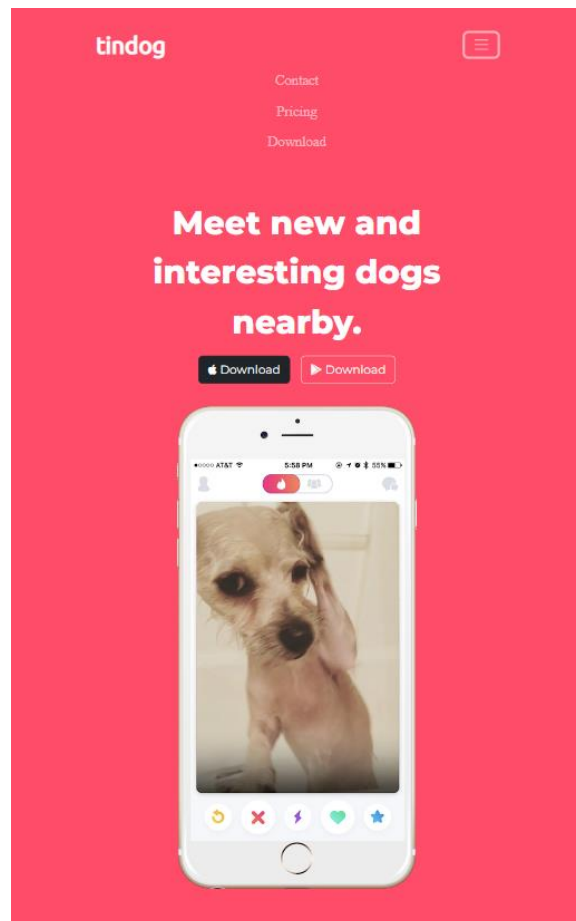 tindog
Contact
Pricing
Download
Meet new and
interesting dogs
nearby.
Download Download
AT&T 5:58 PM 55%